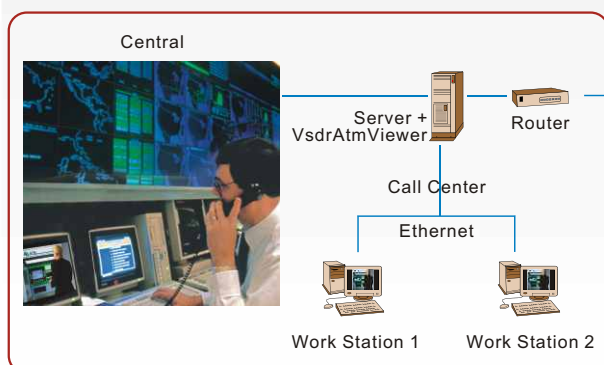 Central
Server +
VsdrAtmViewer
Router
Call Center
Ethernet
Work Station 1
Work Station 2